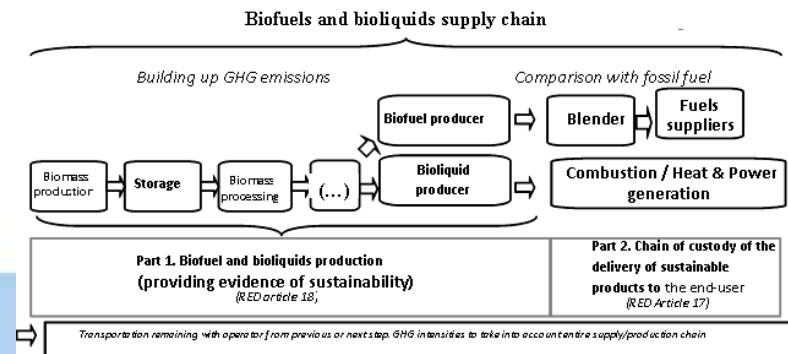 Biofuels and bioliquids supply chain
Building up GHG emissions
Comparison with fossil fuel
Biofuel producer
Blender
Fuels
suppliers
Biomass
production
Storage
Biomass
processing
(...)
Bioliquid
producer
Combustion / Heat & Power
generation
Part 1. Biofuel and bioliquids production
(providing evidence of sustainability)
(RED article 18)
Part 2. Chain of custody of the
delivery of sustainable
products to the end-user
(RED Article 17)
Transportation remaining with operator from previous or next step. GHG intensities to take into account entire supply/production chain